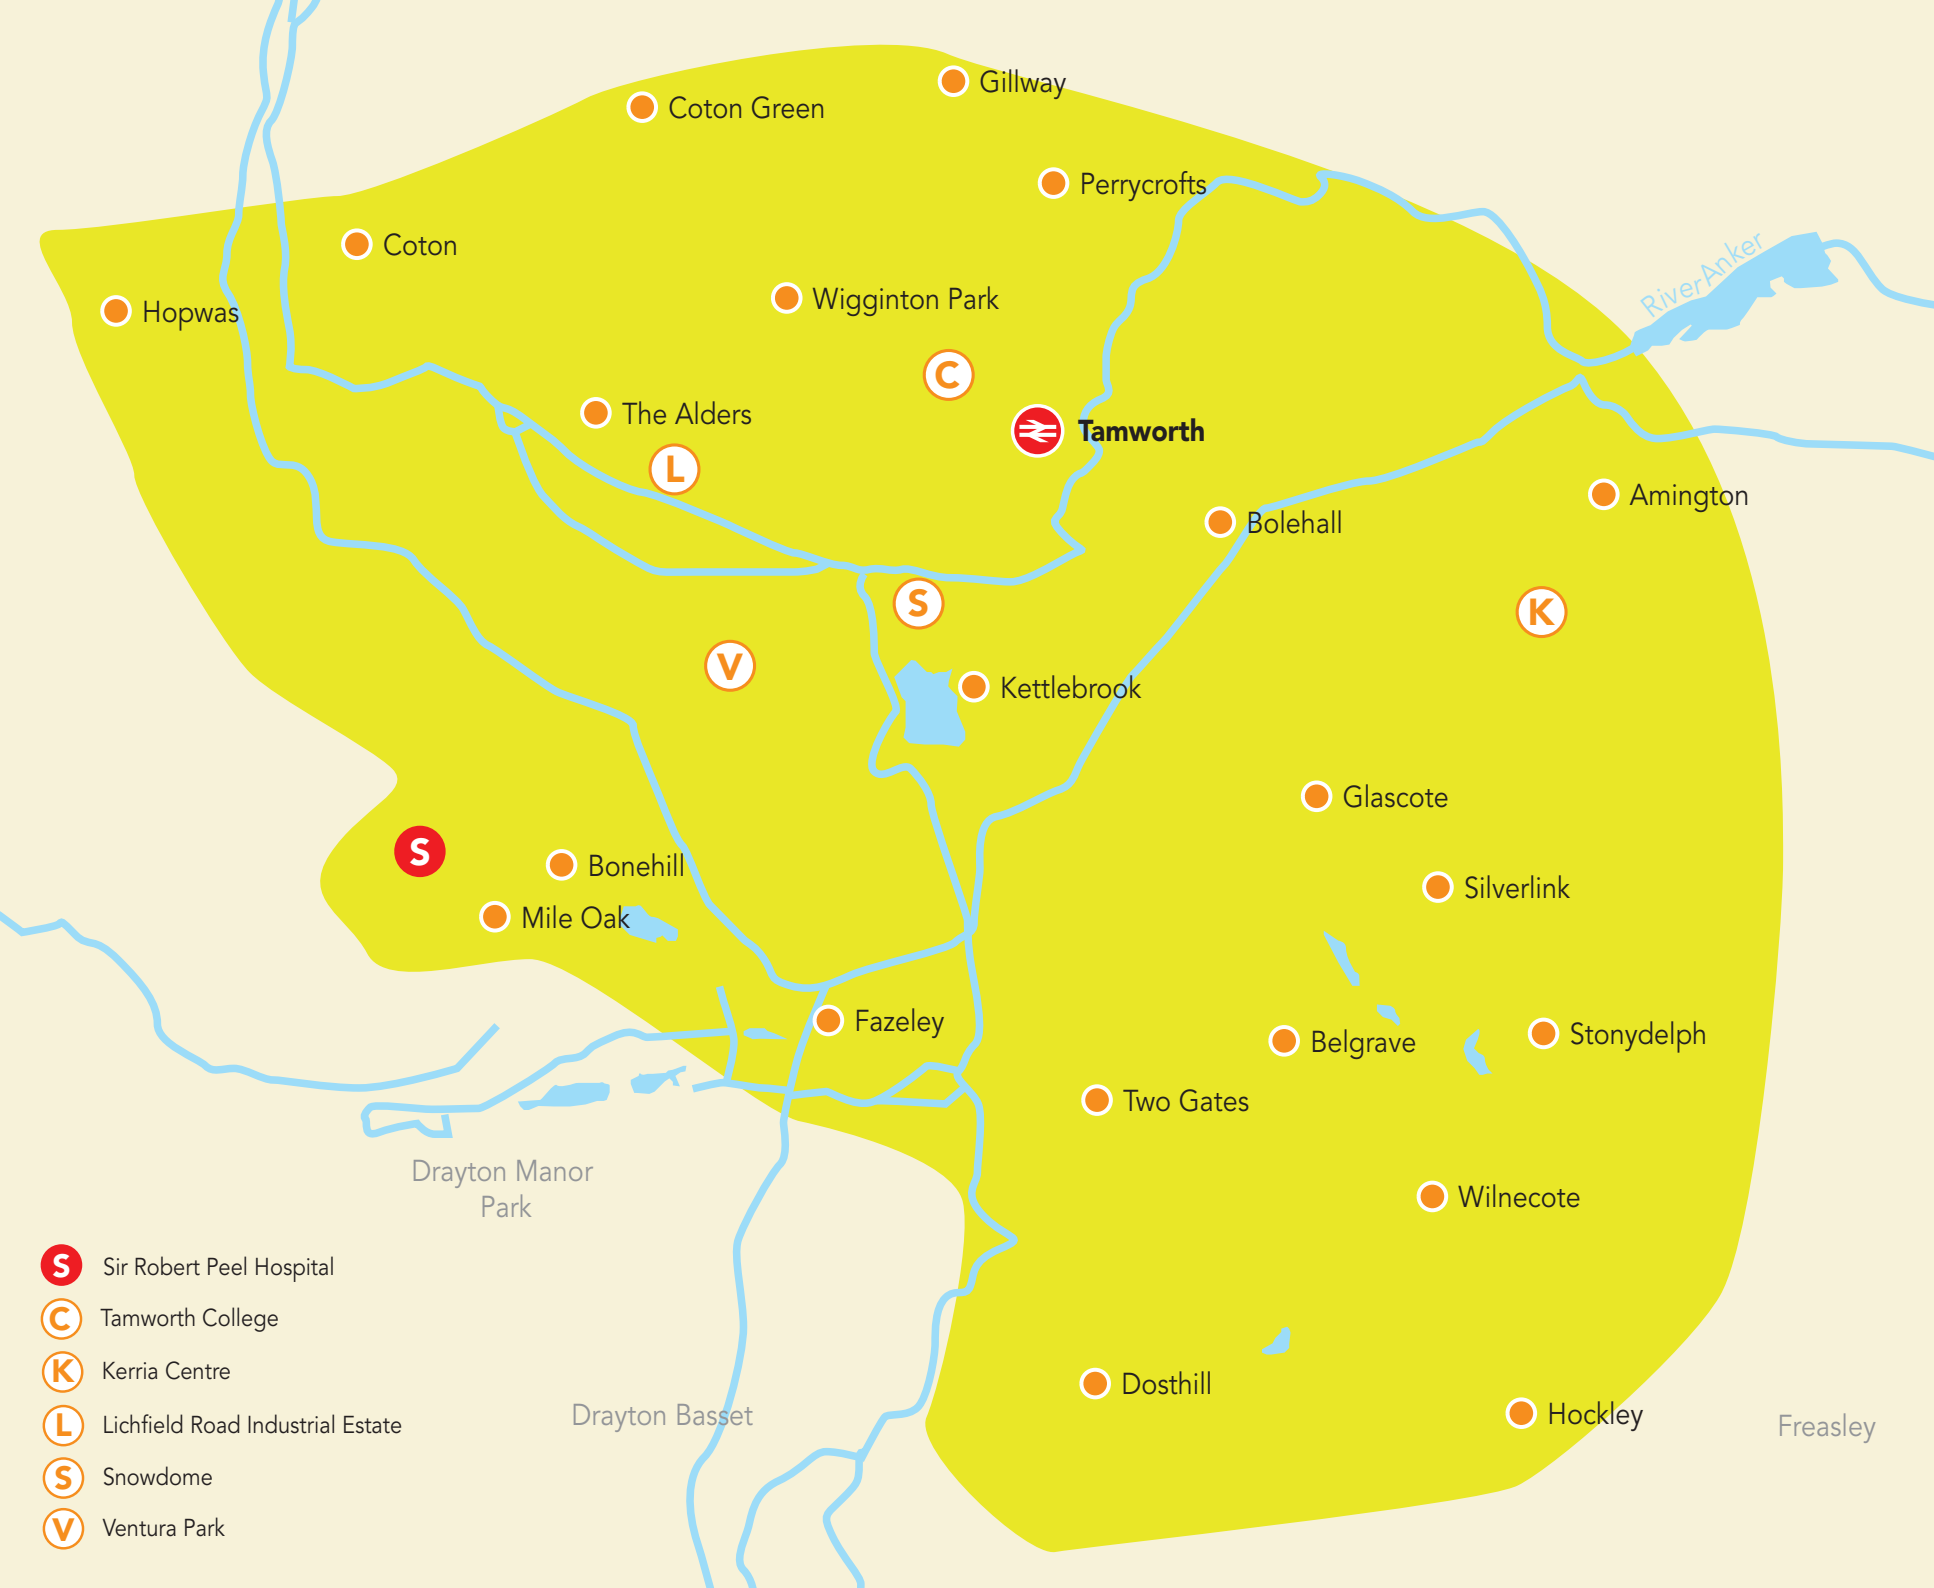 Gillway
Coton Green
Perrycrofts
Coton
River Anker
Wigginton Park
Hopwas
C
The Alders
Tamworth
L
Amington
Bolehall
S
K
V
Kettlebrook
Glascote
S
Bonehill
Silverlink
Mile Oak
Fazeley
Stonydelph
Belgrave
Two Gates
Drayton Manor
Park
Wilnecote
Dosthill
Drayton Basset
Hockley
Freasley
S Sir Robert Peel Hospital
C Tamworth College
K Kerria Centre
L Lichfield Road Industrial Estate
S Snowdome
V Ventura Park